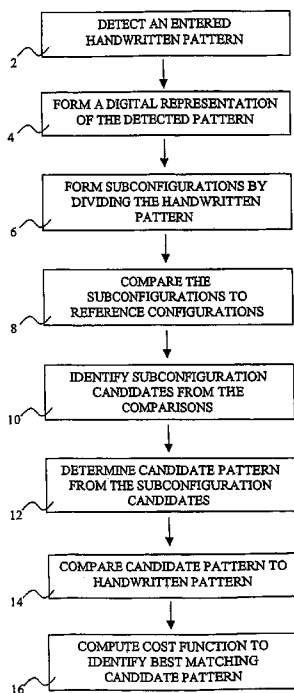 DETECT AN ENTERED
HANDWRITTEN PATTERN
2
FORM A DIGITAL REPRESENTATION
OF THE DETECTED PATTERN
4
FORM SUBCONFIGURATIONS BY
DIVIDING THE HANDWRITTEN
PATTERN
6
COMPARE THE
SUBCONFIGURATIONS TO
REFERENCE CONFIGURATIONS
8
IDENTIFY SUBCONFIGURATION
CANDIDATES FROM THE
COMPARISONS
10
DETERMINE CANDIDATE PATTERN
FROM THE SUBCONFIGURATION
CANDIDATES
12
COMPARE CANDIDATE PATTERN TO
HANDWRITTEN PATTERN
14
COMPUTE COST FUNCTION TO
IDENTIFY BEST MATCHING
CANDIDATE PATTERN
16